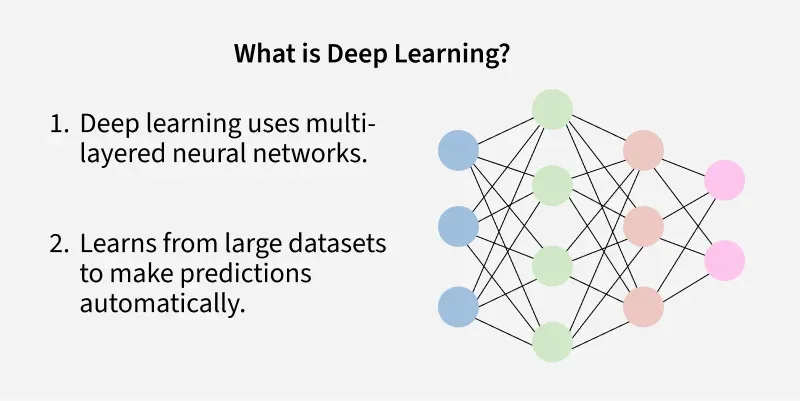 What is Deep Learning?
1. Deep learning uses multi-
layered neural networks.
2. Learns from large datasets
to make predictions
automatically.